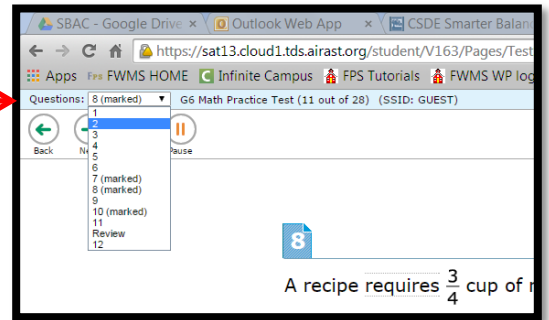 SBAC - Google Drive × Outlook Web App × CSDE Smarter Balan
https://sat13.cloud1.tds.airast.org/student/V163/Pages/Test
Apps FPS FWMS HOME Infinite Campus FPS Tutorials FWMS WP log
Questions: 8 (marked) G6 Math Practice Test (11 out of 28) (SSID: GUEST)
1
2
3
4
5
6
7 (marked)
8 (marked)
9
10 (marked)
11
Review
12
Back Pause
8
A recipe requires 3/4 cup of